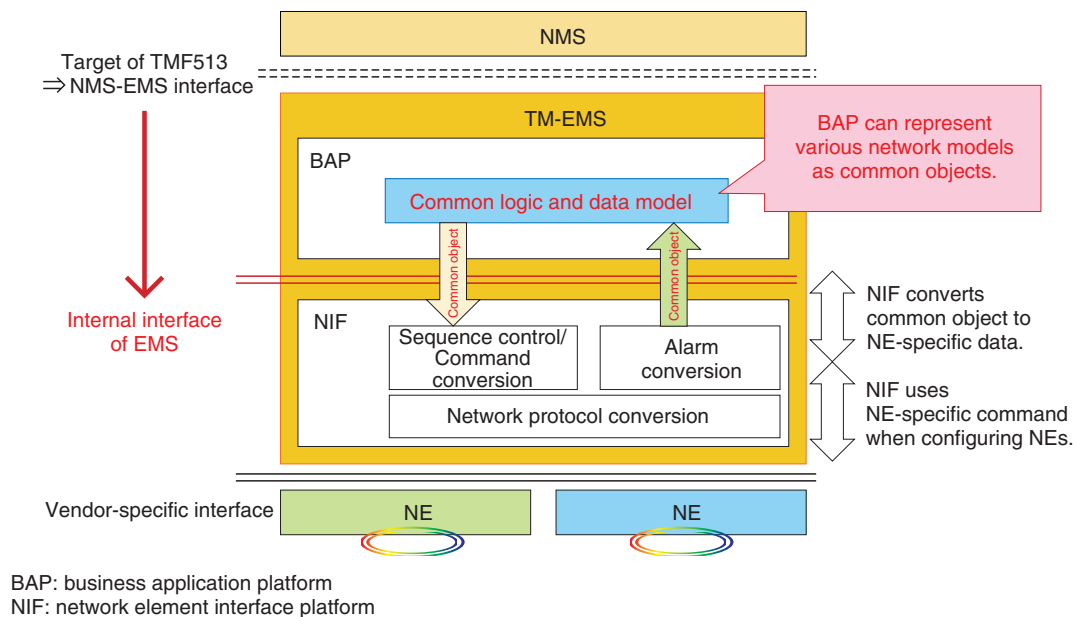 NMS
Target of TMF513
⇒ NMS-EMS interface
TM-EMS
BAP can represent
various network models
as common objects.
BAP
Common logic and data model
Common object
Common object
Internal interface
of EMS
NIF
Sequence control/
Command
conversion
Alarm
conversion
Network protocol conversion
NIF converts
common object to
NE-specific data.
NIF uses
NE-specific command
when configuring NEs.
Vendor-specific interface
NE
NE
BAP: business application platform
NIF: network element interface platform